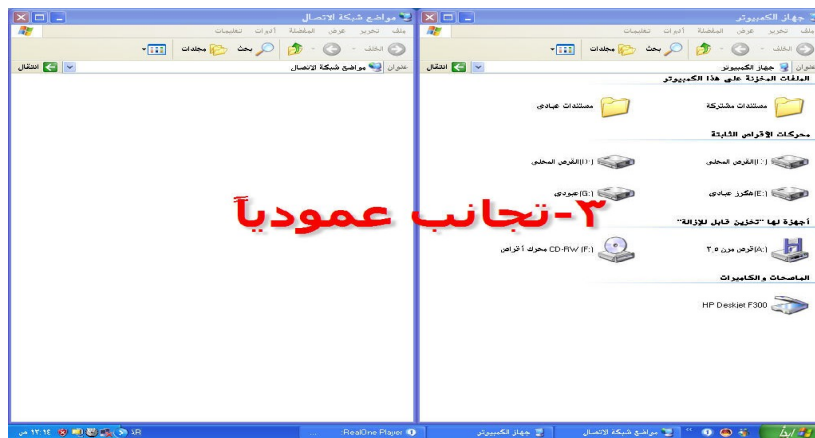 جهاز الكمبيوتر
ملف تحرير عرض المفضلة أدوات تعليمات
الخلف بحث مجلدات
عنوان جهاز الكمبيوتر انتقال
الملفات المخزنة على هذا الكمبيوتر
مستندات مشتركة
مستندات عبادي
محركات الأقراص الثابتة
القرص المحلي
القرص المحلي (D:)
هكرز عبادي (E:)
عبودي (G:)
أجهزة لها "تخزين قابل للإزالة"
قرص مرن ٣,٥ (A:)
محرك أقراص CD-RW (F:)
الماسحات والكاميرات
HP Deskjet F300
مواضع شبكة الاتصال
ملف تحرير عرض المفضلة أدوات تعليمات
الخلف بحث مجلدات
عنوان مواضع شبكة الاتصال انتقال
٣-تجانب عمودياً
ابدأ
مواضع شبكة الاتصال
جهاز الكمبيوتر
RealOne Player:
AR
١٢:١٤ ص